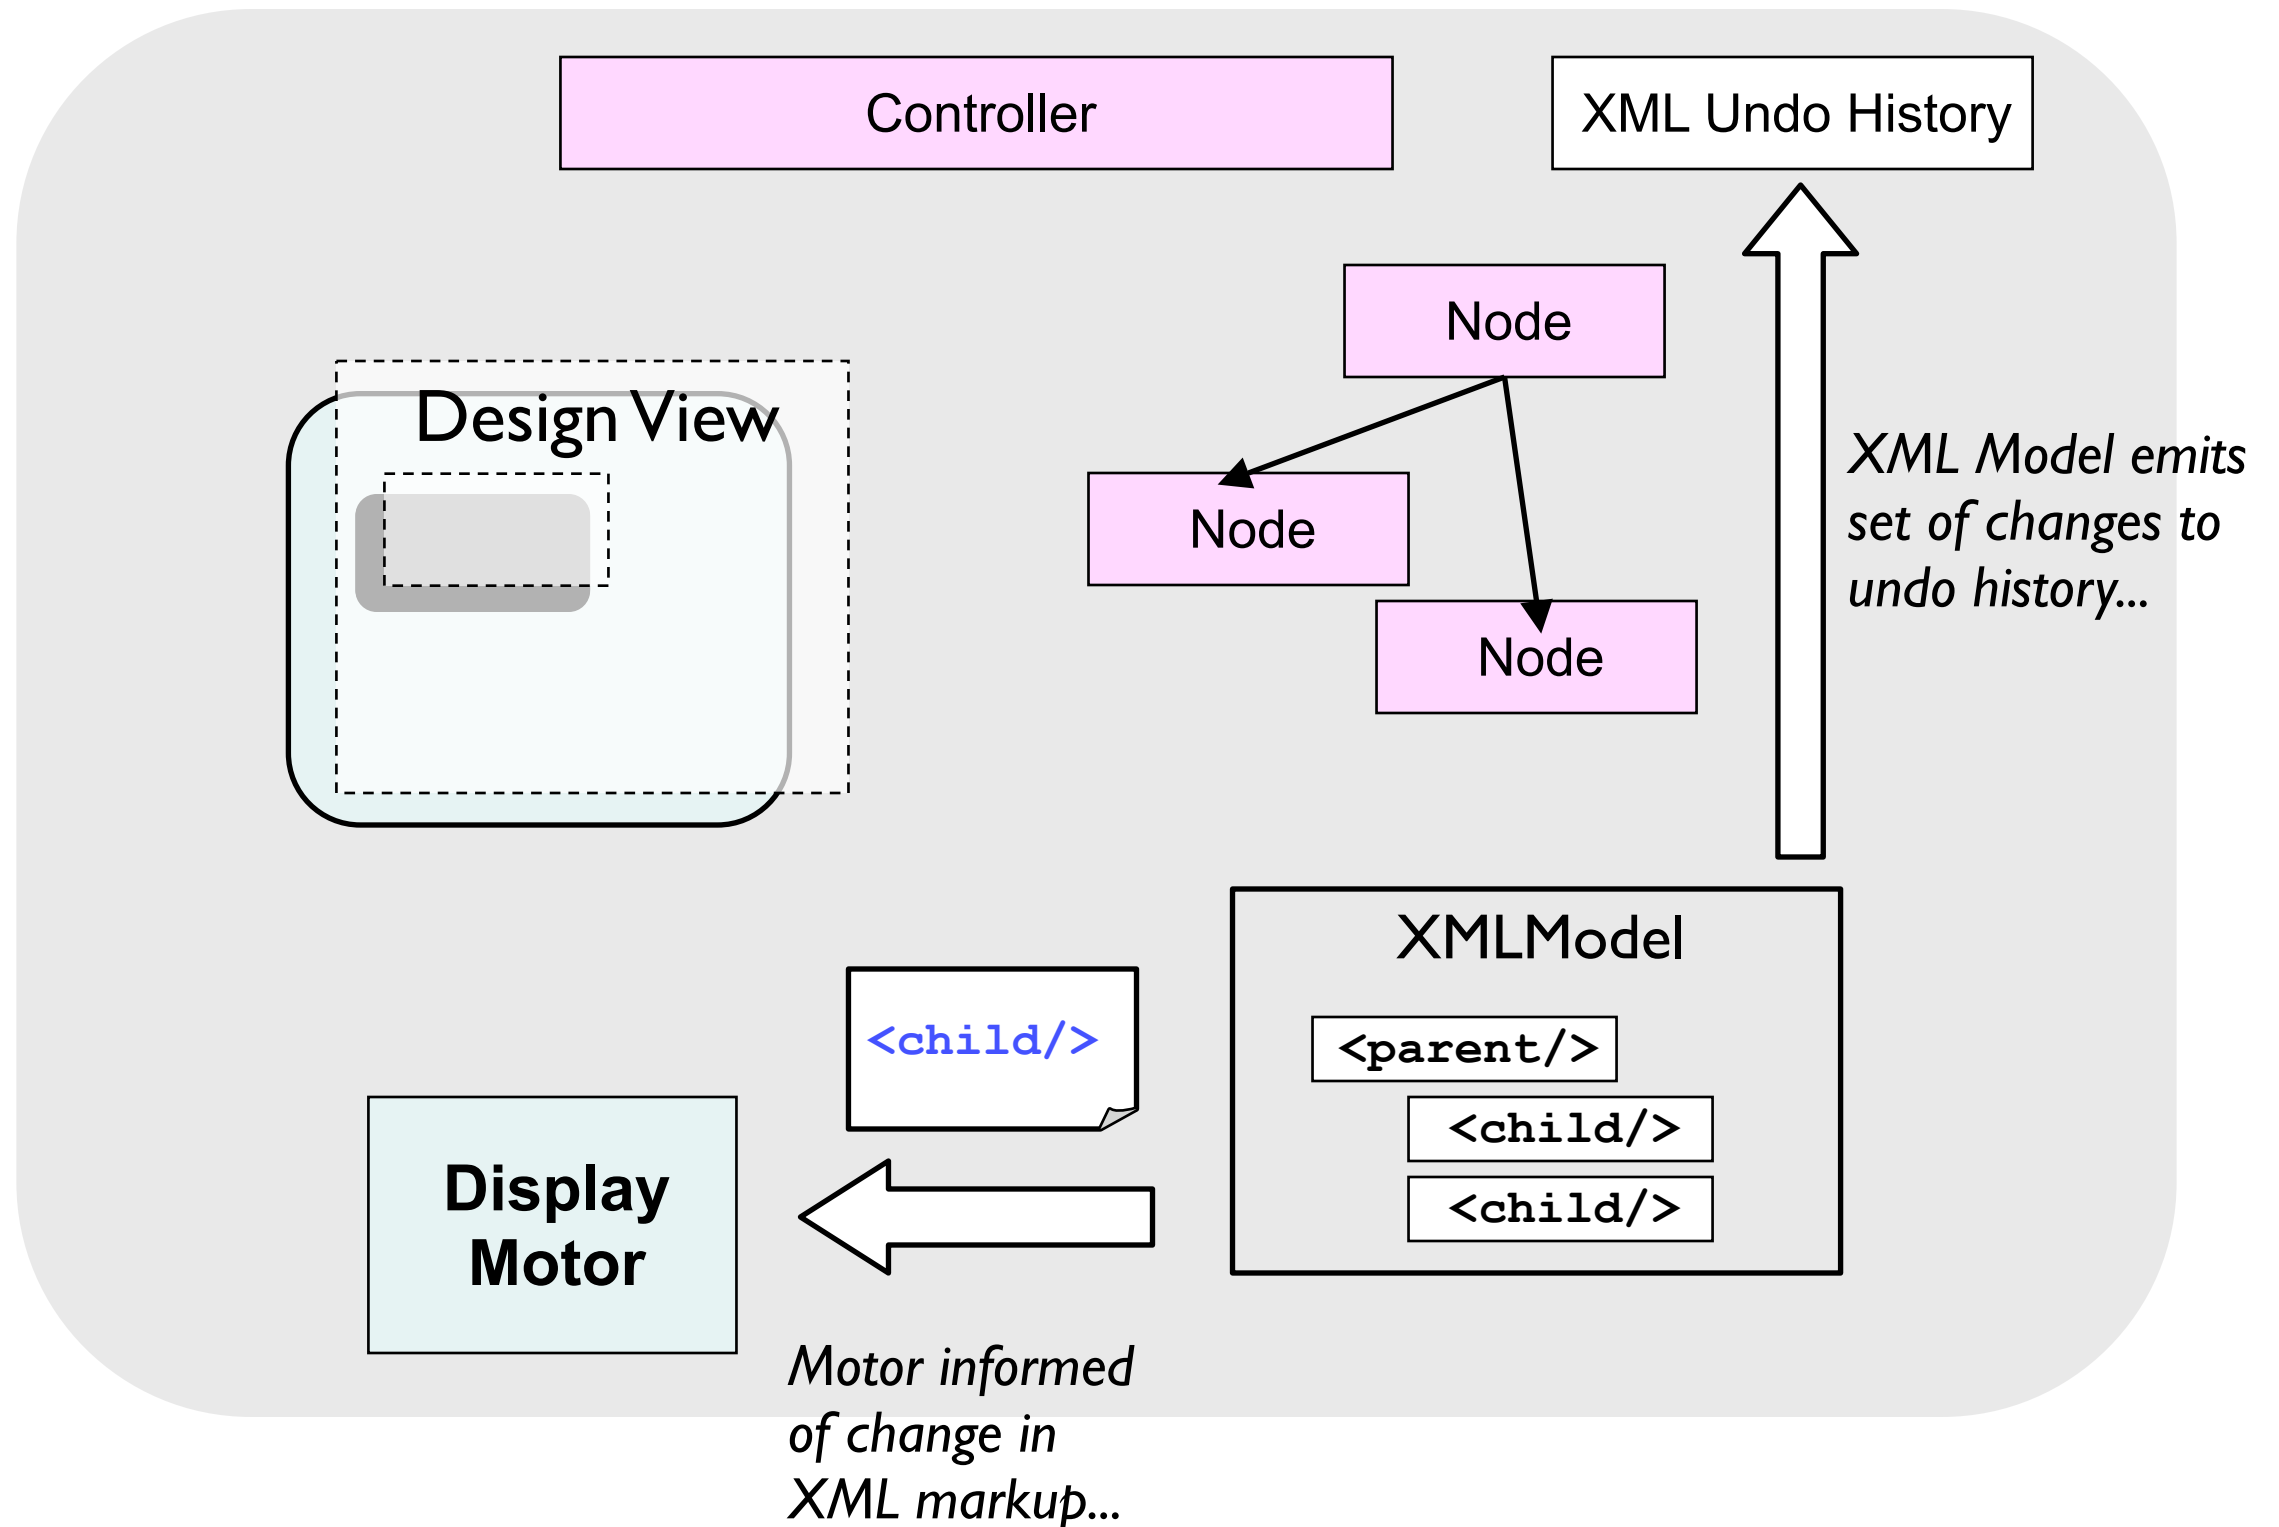 Controller
XML Undo History
Node
Design View
XML Model emits
set of changes to
undo history...
Node
Node
XMLModel
<child/>
<parent/>
<child/>
<child/>
Display
Motor
Motor informed
of change in
XML markup...